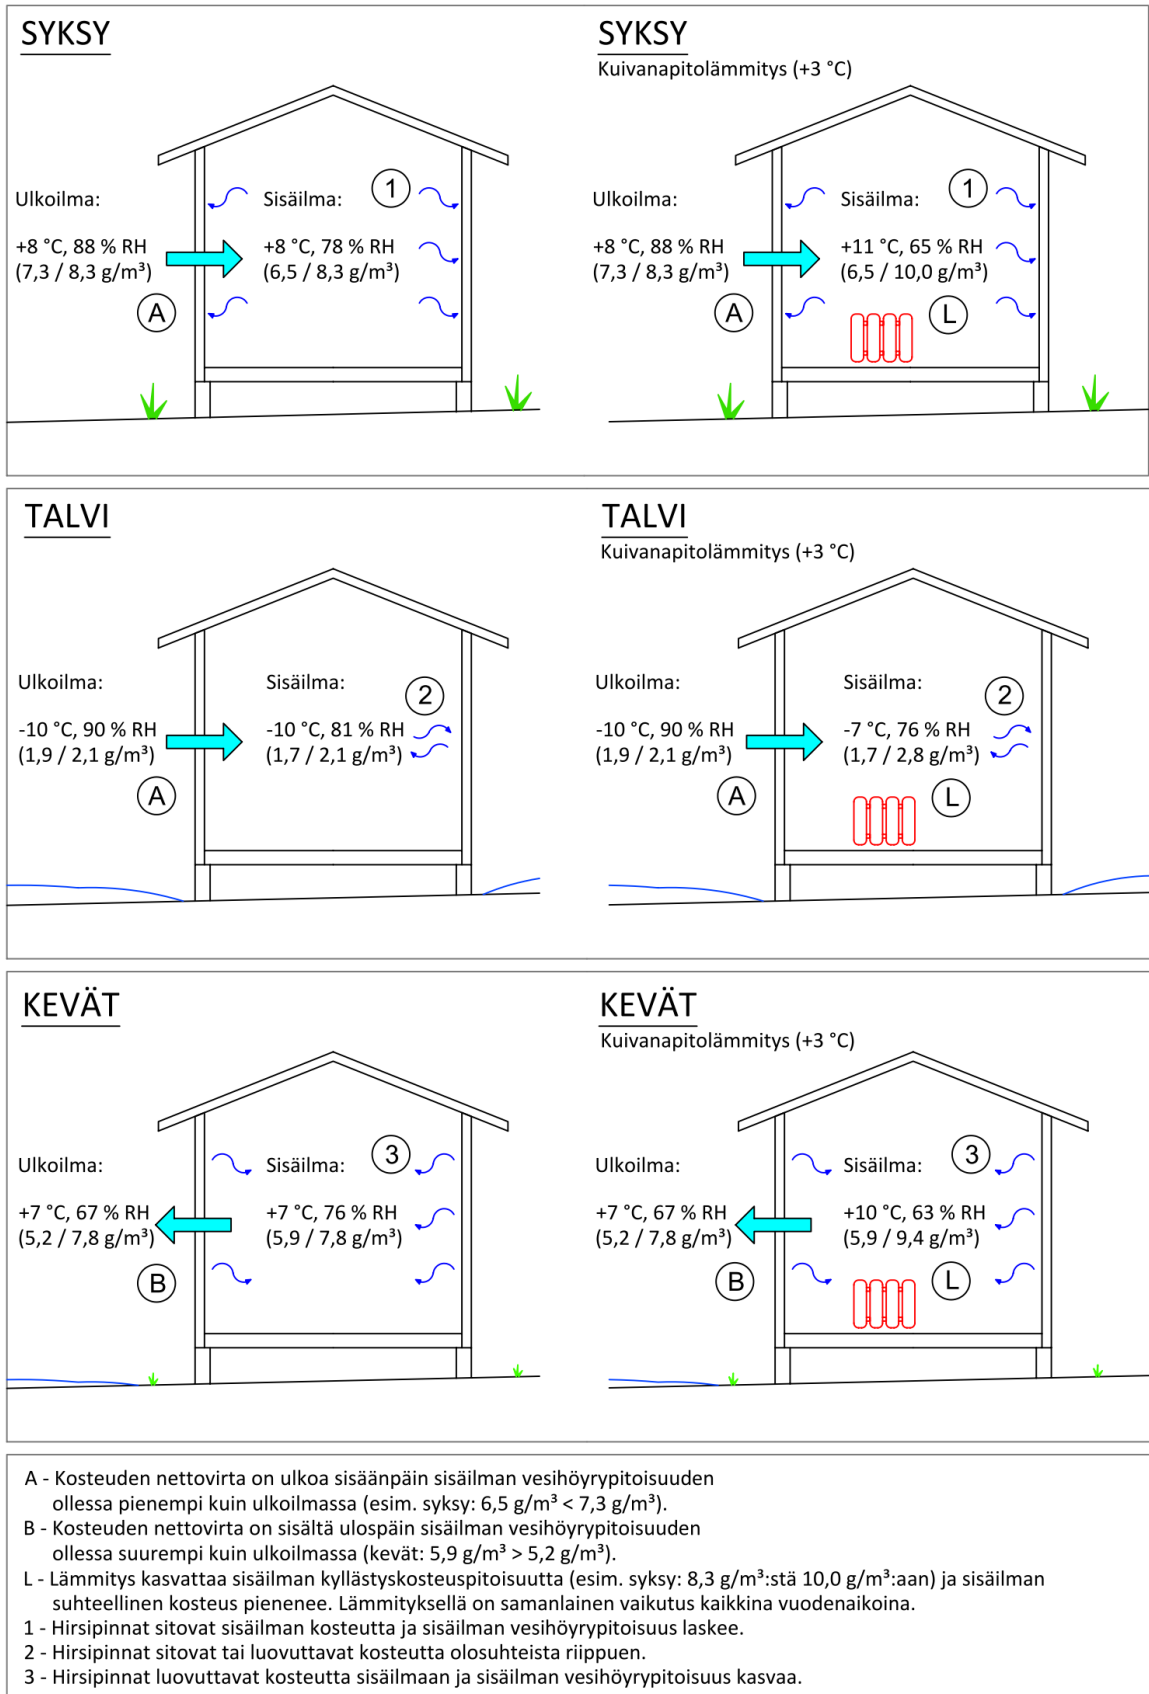 SYKSY
Ulkoilma:
+8 °C, 88 % RH
(7,3 / 8,3 g/m³)
A
Sisäilma:
1
+8 °C, 78 % RH
(6,5 / 8,3 g/m³)
SYKSY
Kuivanapitolämmitys (+3 °C)
Ulkoilma:
+8 °C, 88 % RH
(7,3 / 8,3 g/m³)
A
Sisäilma:
1
+11 °C, 65 % RH
(6,5 / 10,0 g/m³)
L
TALVI
Ulkoilma:
-10 °C, 90 % RH
(1,9 / 2,1 g/m³)
A
Sisäilma:
2
-10 °C, 81 % RH
(1,7 / 2,1 g/m³)
TALVI
Kuivanapitolämmitys (+3 °C)
Ulkoilma:
-10 °C, 90 % RH
(1,9 / 2,1 g/m³)
A
Sisäilma:
2
-7 °C, 76 % RH
(1,7 / 2,8 g/m³)
L
KEVÄT
Ulkoilma:
+7 °C, 67 % RH
(5,2 / 7,8 g/m³)
B
Sisäilma:
3
+7 °C, 76 % RH
(5,9 / 7,8 g/m³)
KEVÄT
Kuivanapitolämmitys (+3 °C)
Ulkoilma:
+7 °C, 67 % RH
(5,2 / 7,8 g/m³)
B
Sisäilma:
3
+10 °C, 63 % RH
(5,9 / 9,4 g/m³)
L
A - Kosteuden nettovirta on ulkoa sisäänpäin sisäilman vesihöyrypitoisuuden
ollessa pienempi kuin ulkoilmassa (esim. syksy: 6,5 g/m³ < 7,3 g/m³).
B - Kosteuden nettovirta on sisältä ulospäin sisäilman vesihöyrypitoisuuden
ollessa suurempi kuin ulkoilmassa (kevät: 5,9 g/m³ > 5,2 g/m³).
L - Lämmitys kasvattaa sisäilman kyllästyskosteuspitoisuutta (esim. syksy: 8,3 g/m³:stä 10,0 g/m³:aan) ja sisäilman
suhteellinen kosteus pienenee. Lämmityksellä on samanlainen vaikutus kaikkina vuodenaikoina.
1 - Hirsipinnat sitovat sisäilman kosteutta ja sisäilman vesihöyrypitoisuus laskee.
2 - Hirsipinnat sitovat tai luovuttavat kosteutta olosuhteista riippuen.
3 - Hirsipinnat luovuttavat kosteutta sisäilmaan ja sisäilman vesihöyrypitoisuus kasvaa.